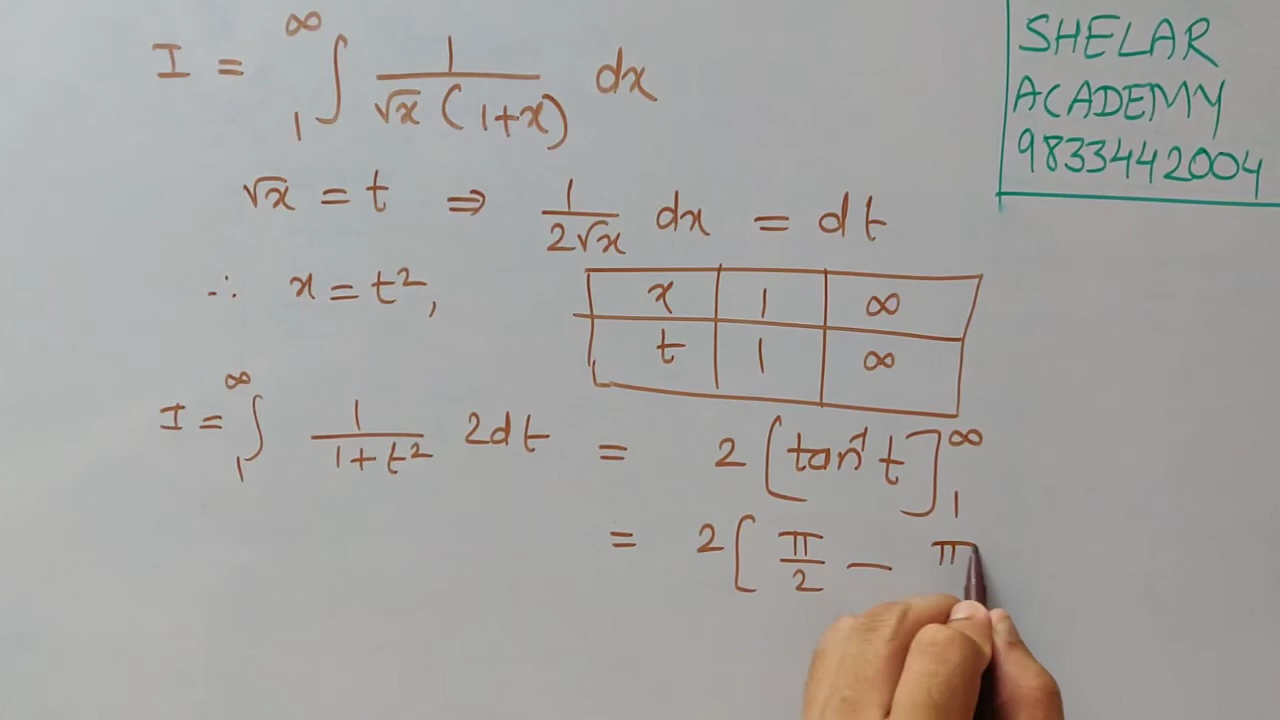 I = ∞ ∫ 1 1/(√x (1+x)) dx
√x = t ⇒ 1/(2√x) dx = dt
∴ x = t²,
x 1 ∞
t 1 ∞
I = ∞ ∫ 1 1/(1+t²) 2dt = 2 [tan⁻¹ t] ∞ 1
= 2 [ π/2 − π
SHELAR
ACADEMY
9833442004